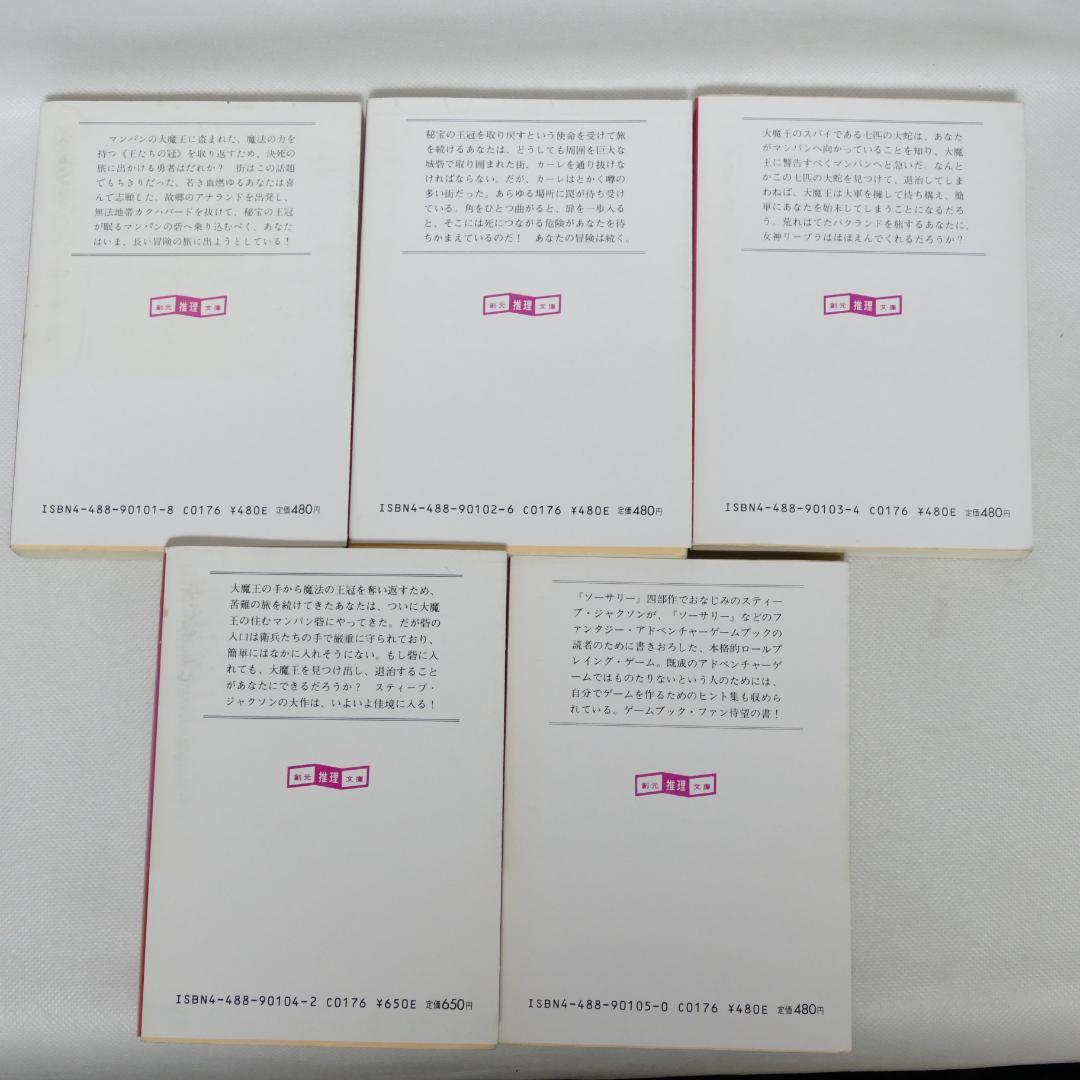 マンパンの大魔王に盗まれた、魔法の力を
持つ《王たちの冠》を取り返すため、決死の
旅に出かける勇者はだれか？　街はこの話題
でもちきりだった。若き血燃ゆるあなたは喜
んで志願した。故郷のアナランドを出発し、
無法地帯カクハバードを抜けて、秘宝の王冠
が眠るマンパンの砦へ乗り込むべく、あなた
はいま、長い冒険の旅に出ようとしている！
創元推理文庫
ISBN4-488-90101-8 C0176 ¥480E 定価480円
秘宝の王冠を取り戻すという使命を受けて旅
を続けるあなたは、どうしても周囲を巨大な
城砦で取り囲まれた街、カーレを通り抜けな
ければならない。だが、カーレはとかく噂の
多い街だった。あらゆる場所に罠が待ち受け
ている。角をひとつ曲がると、扉を一歩入る
と、そこには死につながる危険があなたを待
ちかまえているのだ！　あなたの冒険は続く。
創元推理文庫
ISBN4-488-90102-6 C0176 ¥480E 定価480円
大魔王のスパイである七匹の大蛇は、あなた
がマンパンへ向かっていることを知り、大魔
王に警告すべくマンパンへと急いだ。なんと
かこの七匹の大蛇を見つけて、退治してしま
わねば、大魔王は大軍を擁して待ち構え、簡
単にあなたを始末してしまうことになるだろ
う。荒れはてたバクランドを旅するあなたに、
女神リーブラはほほえんでくれるだろうか？
創元推理文庫
ISBN4-488-90103-4 C0176 ¥480E 定価480円
大魔王の手から魔法の王冠を奪い返すため、
苦難の旅を続けてきたあなたは、ついに大魔
王の住むマンパン砦にやってきた。だが砦の
入口は衛兵たちの手で厳重に守られており、
簡単にはなかに入れそうにない。もし砦に入
れても、大魔王を見つけ出し、退治すること
があなたにできるだろうか？　スティーブ・
ジャクソンの大作は、いよいよ佳境に入る！
創元推理文庫
ISBN4-488-90104-2 C0176 ¥650E 定価650円
『ソーサリー』四部作でおなじみのスティー
ブ・ジャクソンが、『ソーサリー』などのフ
ァンタジー・アドベンチャーゲームブックの
読者のために書きおろした、本格的ロールプ
レイング・ゲーム。既成のアドベンチャーゲ
ームではものたりないという人のためには、
自分でゲームを作るためのヒント集も収めら
れている。ゲームブック・ファン待望の書！
創元推理文庫
ISBN4-488-90105-0 C0176 ¥480E 定価480円